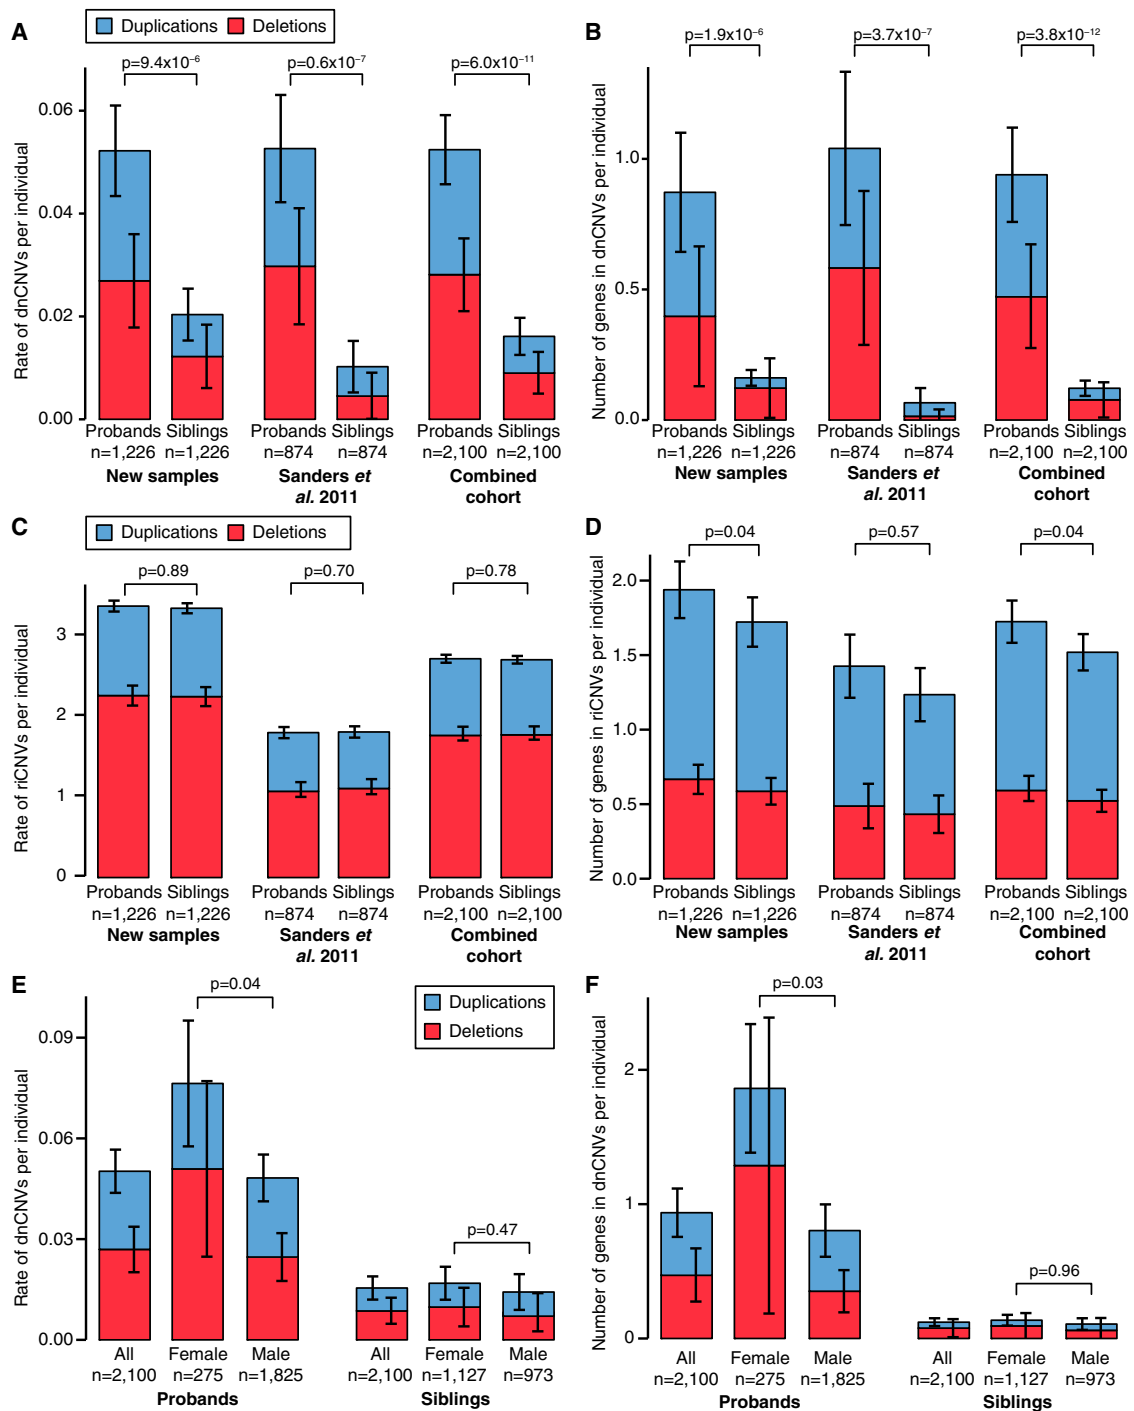 A
Duplications Deletions
p=9.4x10⁻⁶ p=0.6x10⁻⁷ p=6.0x10⁻¹¹
Rate of dnCNVs per individual
0.06
0.04
0.02
0.00
Probands Siblings Probands Siblings Probands Siblings
n=1,226 n=1,226 n=874 n=874 n=2,100 n=2,100
New samples Sanders et al. 2011 Combined cohort
B
p=1.9x10⁻⁶ p=3.7x10⁻⁷ p=3.8x10⁻¹²
Number of genes in dnCNVs per individual
1.0
0.5
0.0
Probands Siblings Probands Siblings Probands Siblings
n=1,226 n=1,226 n=874 n=874 n=2,100 n=2,100
New samples Sanders et al. 2011 Combined cohort
C
Duplications Deletions
p=0.89 p=0.70 p=0.78
Rate of riCNVs per individual
3
2
1
0
Probands Siblings Probands Siblings Probands Siblings
n=1,226 n=1,226 n=874 n=874 n=2,100 n=2,100
New samples Sanders et al. 2011 Combined cohort
D
p=0.04 p=0.57 p=0.04
Number of genes in riCNVs per individual
2.0
1.5
1.0
0.5
0.0
Probands Siblings Probands Siblings Probands Siblings
n=1,226 n=1,226 n=874 n=874 n=2,100 n=2,100
New samples Sanders et al. 2011 Combined cohort
E
p=0.04
Duplications
Deletions
Rate of dnCNVs per individual
0.09
0.06
0.03
0.00
p=0.47
All Female Male All Female Male
n=2,100 n=275 n=1,825 n=2,100 n=1,127 n=973
Probands Siblings
F
p=0.03
Number of genes in dnCNVs per individual
2
1
0
p=0.96
All Female Male All Female Male
n=2,100 n=275 n=1,825 n=2,100 n=1,127 n=973
Probands Siblings